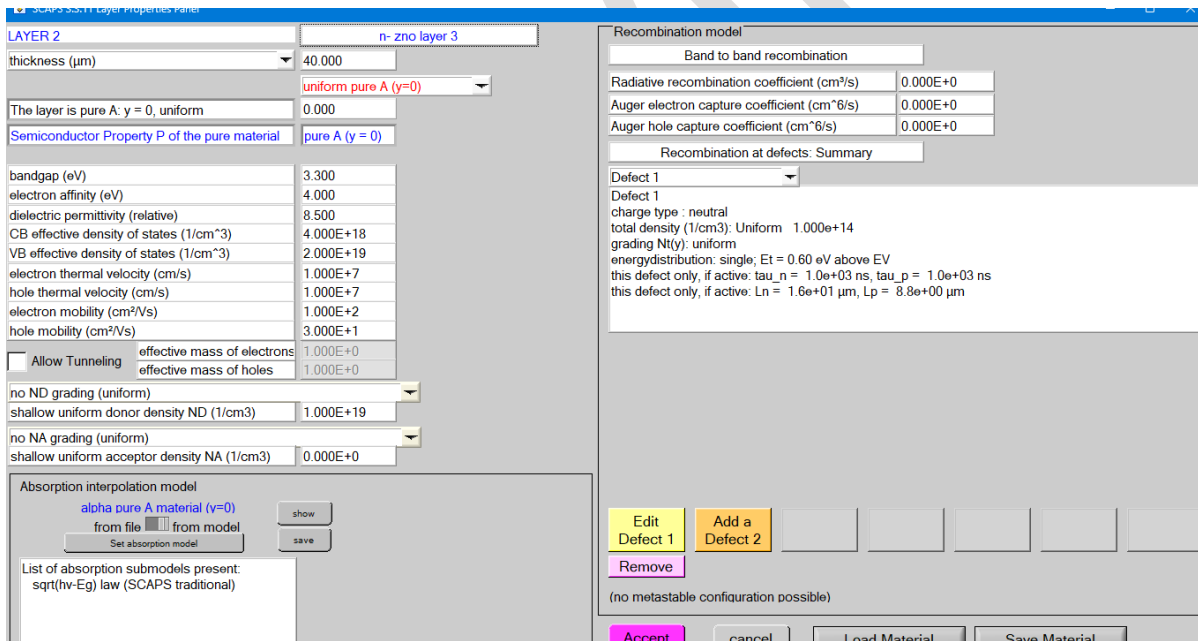 SCAPS 3.3.11 Layer Properties Panel
LAYER 2
n- zno layer 3
thickness (µm) 40.000
uniform pure A (y=0)
The layer is pure A: y = 0, uniform 0.000
Semiconductor Property P of the pure material pure A (y = 0)
bandgap (eV) 3.300
electron affinity (eV) 4.000
dielectric permittivity (relative) 8.500
CB effective density of states (1/cm^3) 4.000E+18
VB effective density of states (1/cm^3) 2.000E+19
electron thermal velocity (cm/s) 1.000E+7
hole thermal velocity (cm/s) 1.000E+7
electron mobility (cm²/Vs) 1.000E+2
hole mobility (cm²/Vs) 3.000E+1
Allow Tunneling
effective mass of electrons 1.000E+0
effective mass of holes 1.000E+0
no ND grading (uniform)
shallow uniform donor density ND (1/cm3) 1.000E+19
no NA grading (uniform)
shallow uniform acceptor density NA (1/cm3) 0.000E+0
Absorption interpolation model
alpha pure A material (y=0)
from file from model
Set absorption model
show
save
List of absorption submodels present:
sqrt(hv-Eg) law (SCAPS traditional)
Recombination model
Band to band recombination
Radiative recombination coefficient (cm³/s) 0.000E+0
Auger electron capture coefficient (cm^6/s) 0.000E+0
Auger hole capture coefficient (cm^6/s) 0.000E+0
Recombination at defects: Summary
Defect 1
Defect 1
charge type : neutral
total density (1/cm3): Uniform 1.000e+14
grading Nt(y): uniform
energydistribution: single; Et = 0.60 eV above EV
this defect only, if active: tau_n = 1.0e+03 ns, tau_p = 1.0e+03 ns
this defect only, if active: Ln = 1.6e+01 µm, Lp = 8.8e+00 µm
Edit
Defect 1
Add a
Defect 2
Remove
(no metastable configuration possible)
Accept
cancel
Load Material
Save Material